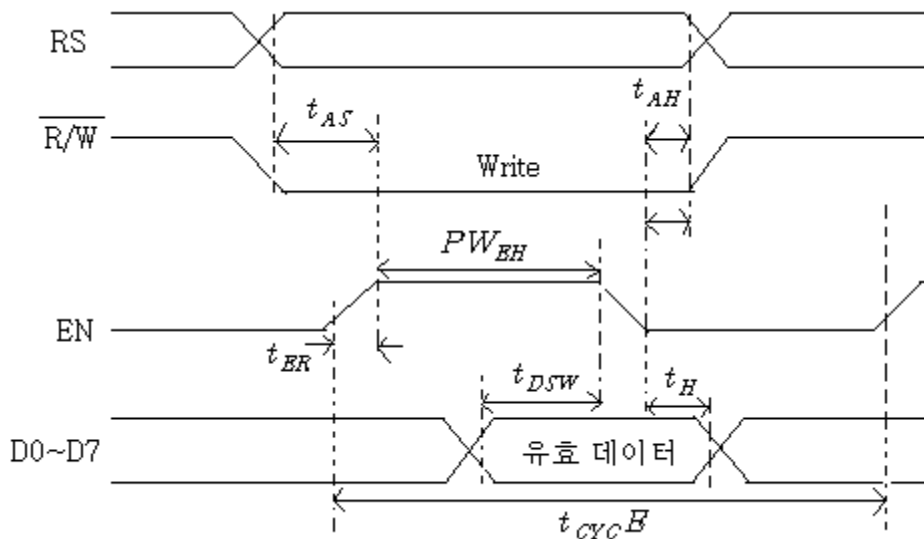 RS
t_AH
t_AS
R/W
Write
PW_EH
EN
t_ER
t_DSW
t_H
D0~D7
유효 데이터
t_CYC E